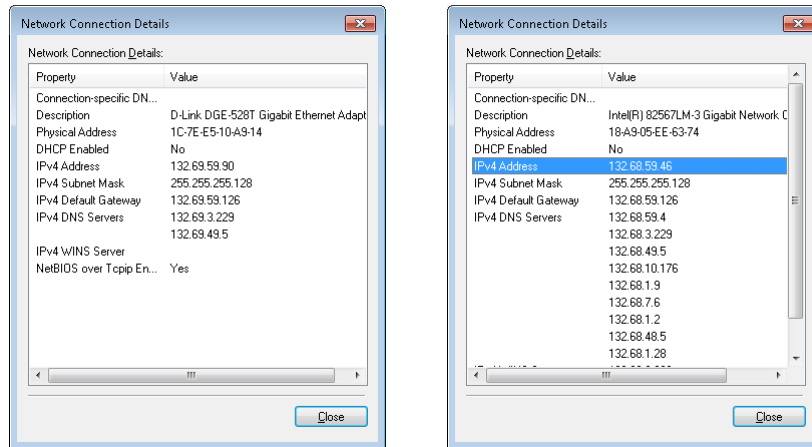 Network Connection Details
Network Connection Details:
Property Value
Connection-specific DN...
Description D-Link DGE-528T Gigabit Ethernet Adapt
Physical Address 1C-7E-E5-10-A9-14
DHCP Enabled No
IPv4 Address 132.69.59.90
IPv4 Subnet Mask 255.255.255.128
IPv4 Default Gateway 132.69.59.126
IPv4 DNS Servers 132.69.3.229
132.69.49.5
IPv4 WINS Server
NetBIOS over Tcpip En... Yes
Close
Network Connection Details
Network Connection Details:
Property Value
Connection-specific DN...
Description Intel(R) 82567LM-3 Gigabit Network C
Physical Address 18-A9-05-EE-63-74
DHCP Enabled No
IPv4 Address 132.68.59.46
IPv4 Subnet Mask 255.255.255.128
IPv4 Default Gateway 132.68.59.126
IPv4 DNS Servers 132.68.59.4
132.68.3.229
132.68.49.5
132.68.10.176
132.68.1.9
132.68.7.6
132.68.1.2
132.68.48.5
132.68.1.28
Close